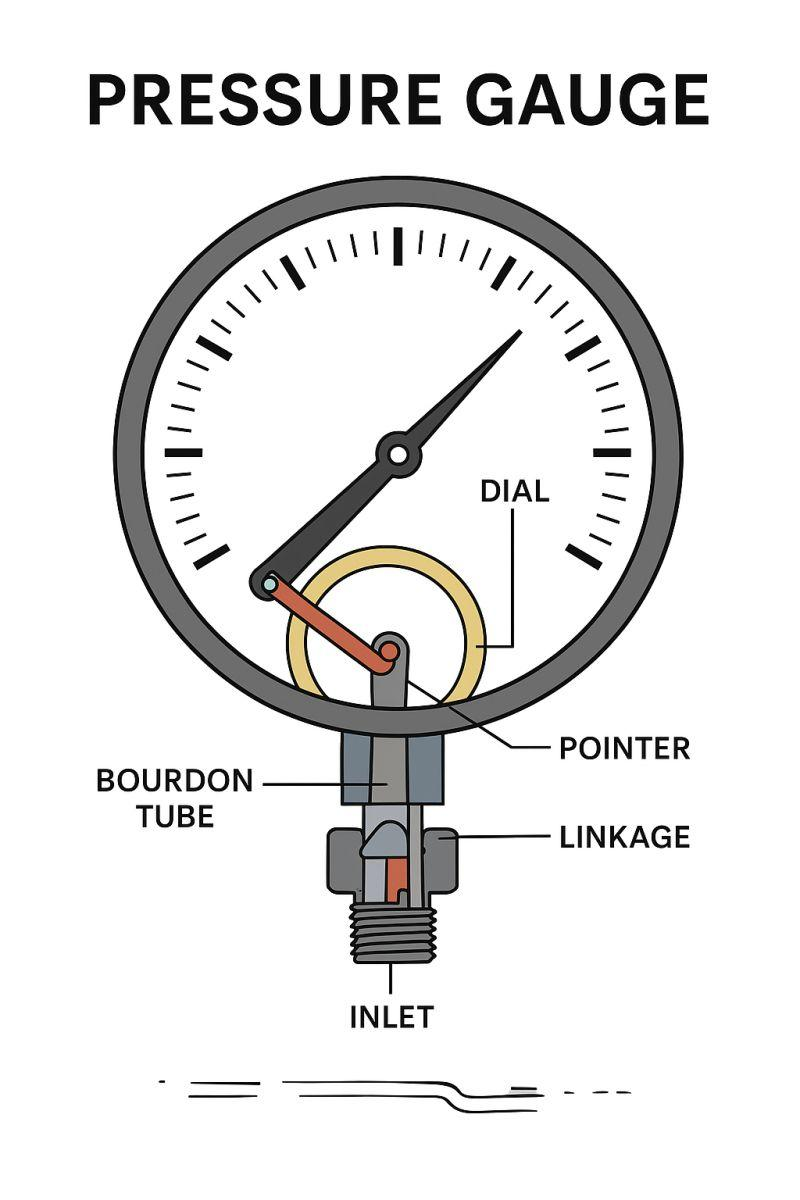 PRESSURE GAUGE
DIAL
POINTER
BOURDON
TUBE
LINKAGE
INLET